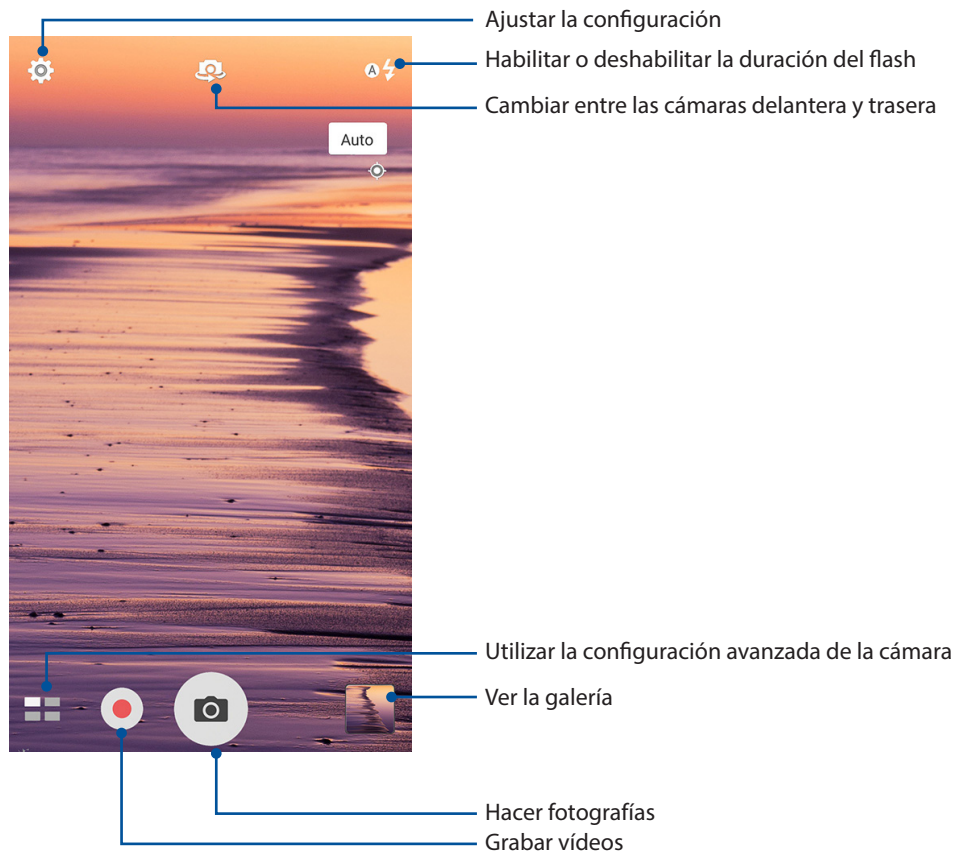 Ajustar la configuración
Habilitar o deshabilitar la duración del flash
A
Cambiar entre las cámaras delantera y trasera
Auto
Utilizar la configuración avanzada de la cámara
Ver la galería
Hacer fotografías
Grabar vídeos